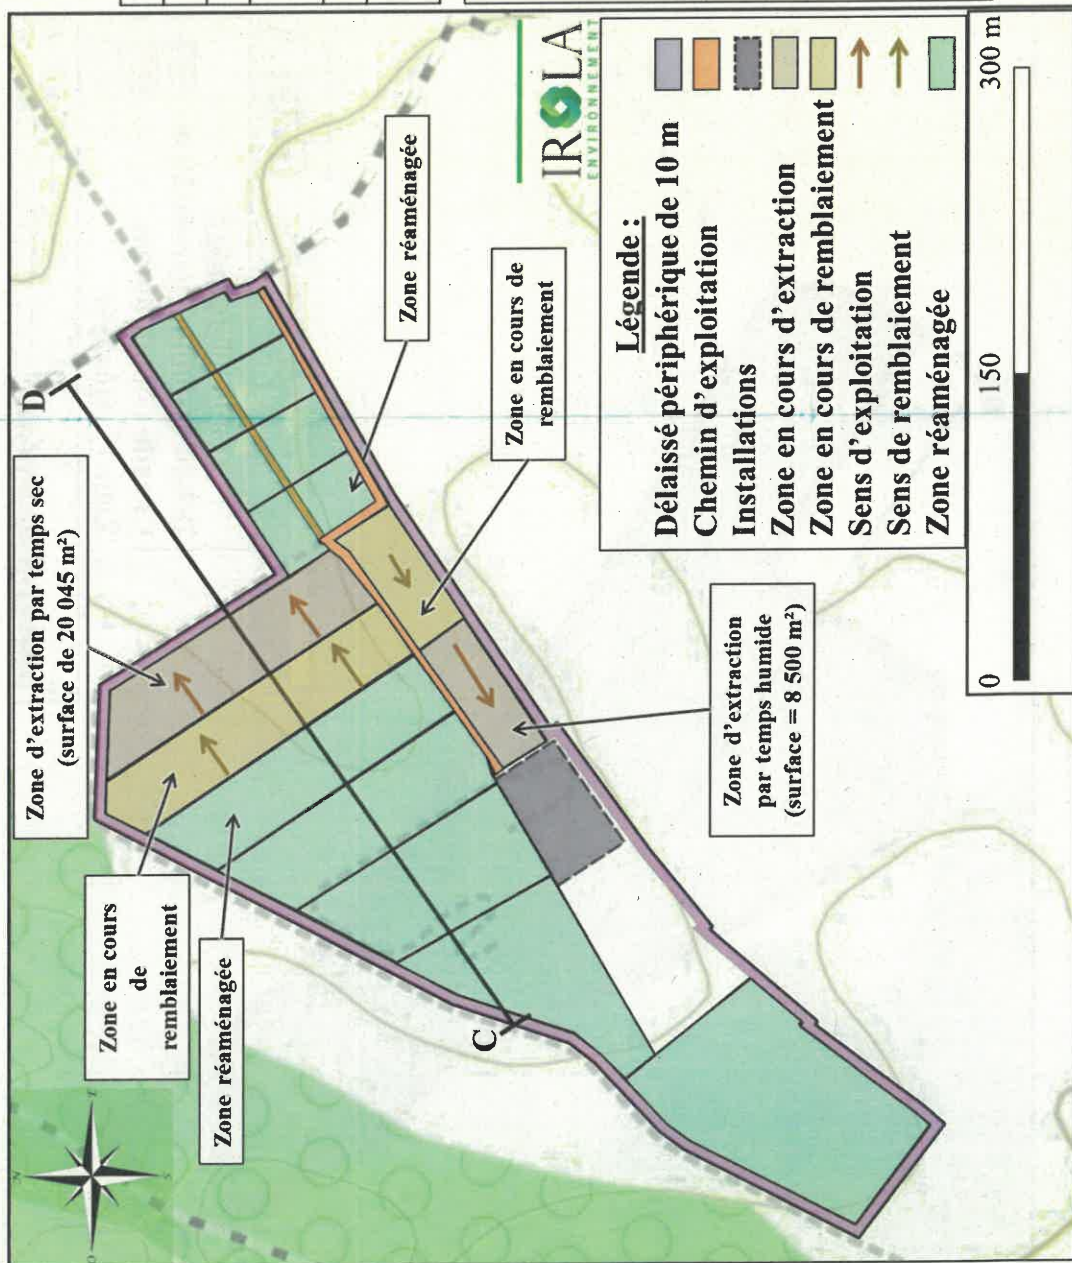 Zone d'extraction par temps sec
(surface de 20 045 m²)
D
Zone en cours
de
remblaiement
Zone réaménagée
C
Zone réaménagée
Zone en cours de
remblaiement
Zone d'extraction
par temps humide
(surface = 8 500 m²)
IROLA
ENVIRONNEMENT
Légende :
Délaissé périphérique de 10 m
Chemin d'exploitation
Installations
Zone en cours d'extraction
Zone en cours de remblaiement
Sens d'exploitation
Sens de remblaiement
Zone réaménagée
0
150
300 m
N
E
S
O